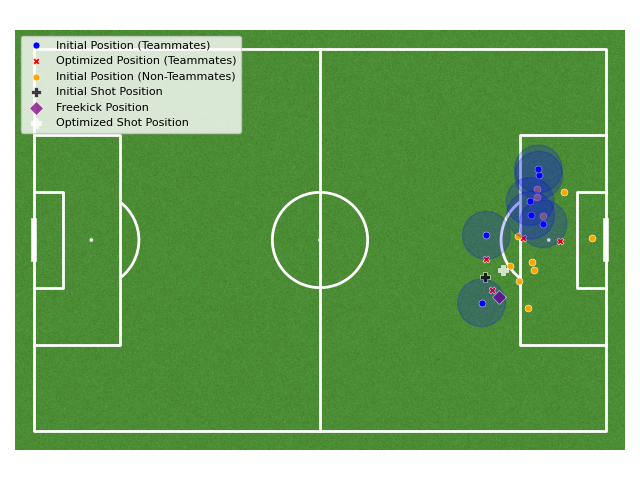 Initial Position (Teammates)
Optimized Position (Teammates)
Initial Position (Non-Teammates)
Initial Shot Position
Freekick Position
Optimized Shot Position